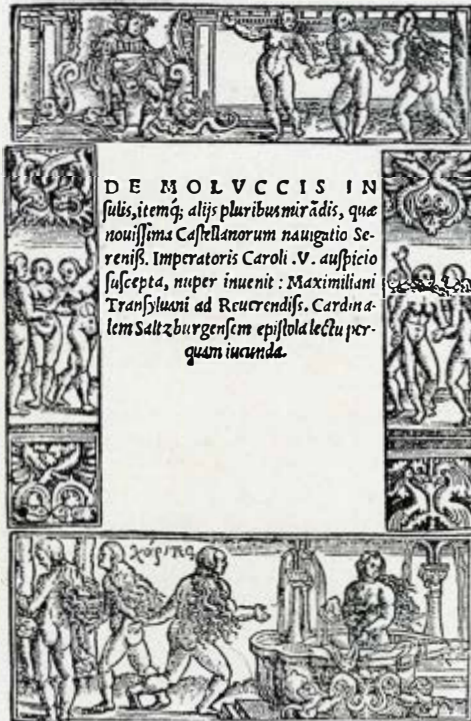 DE MOLVCCIS IN
ſulis, itemq́; alijs pluribus mirādis, quæ
nouiſſima Caſtellanorum nauigatio Se-
reniß. Imperatoris Caroli .V. auſpicio
ſuſcepta, nuper inuenit : Maximiliani
Tranſyluani ad Reuerendiſſ. Cardina-
lem Saltzburgenſem epiſtola lectu per-
quam iucunda.